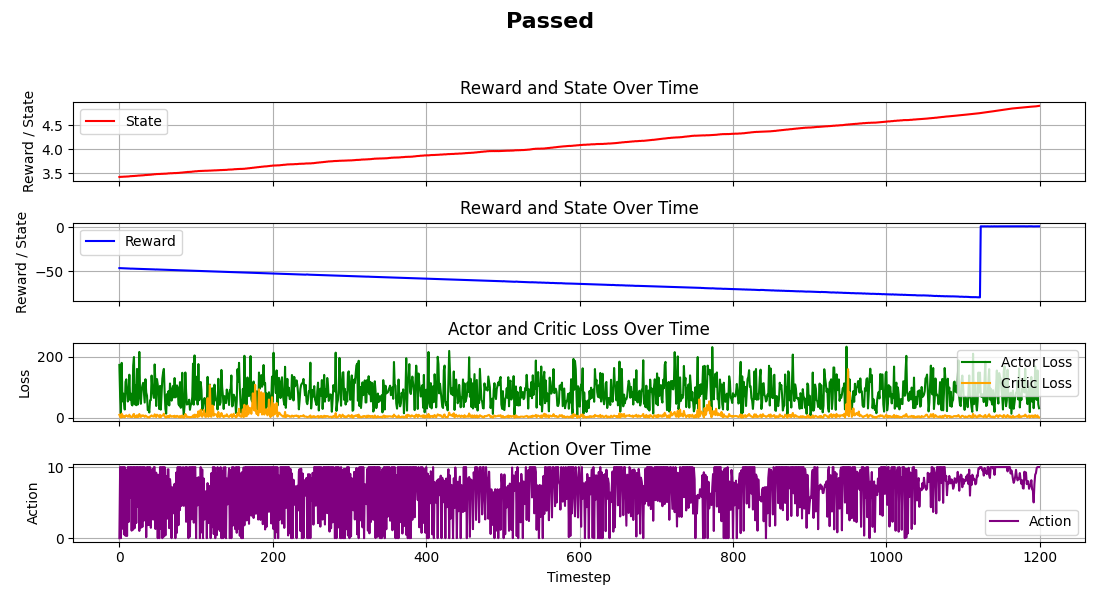 Passed
Reward and State Over Time
Reward / State
4.5
4.0
3.5
State
Reward and State Over Time
Reward / State
0
−50
Reward
Actor and Critic Loss Over Time
Loss
200
0
Actor Loss
Critic Loss
Action Over Time
Action
10
0
Action
0 200 400 600 800 1000 1200
Timestep